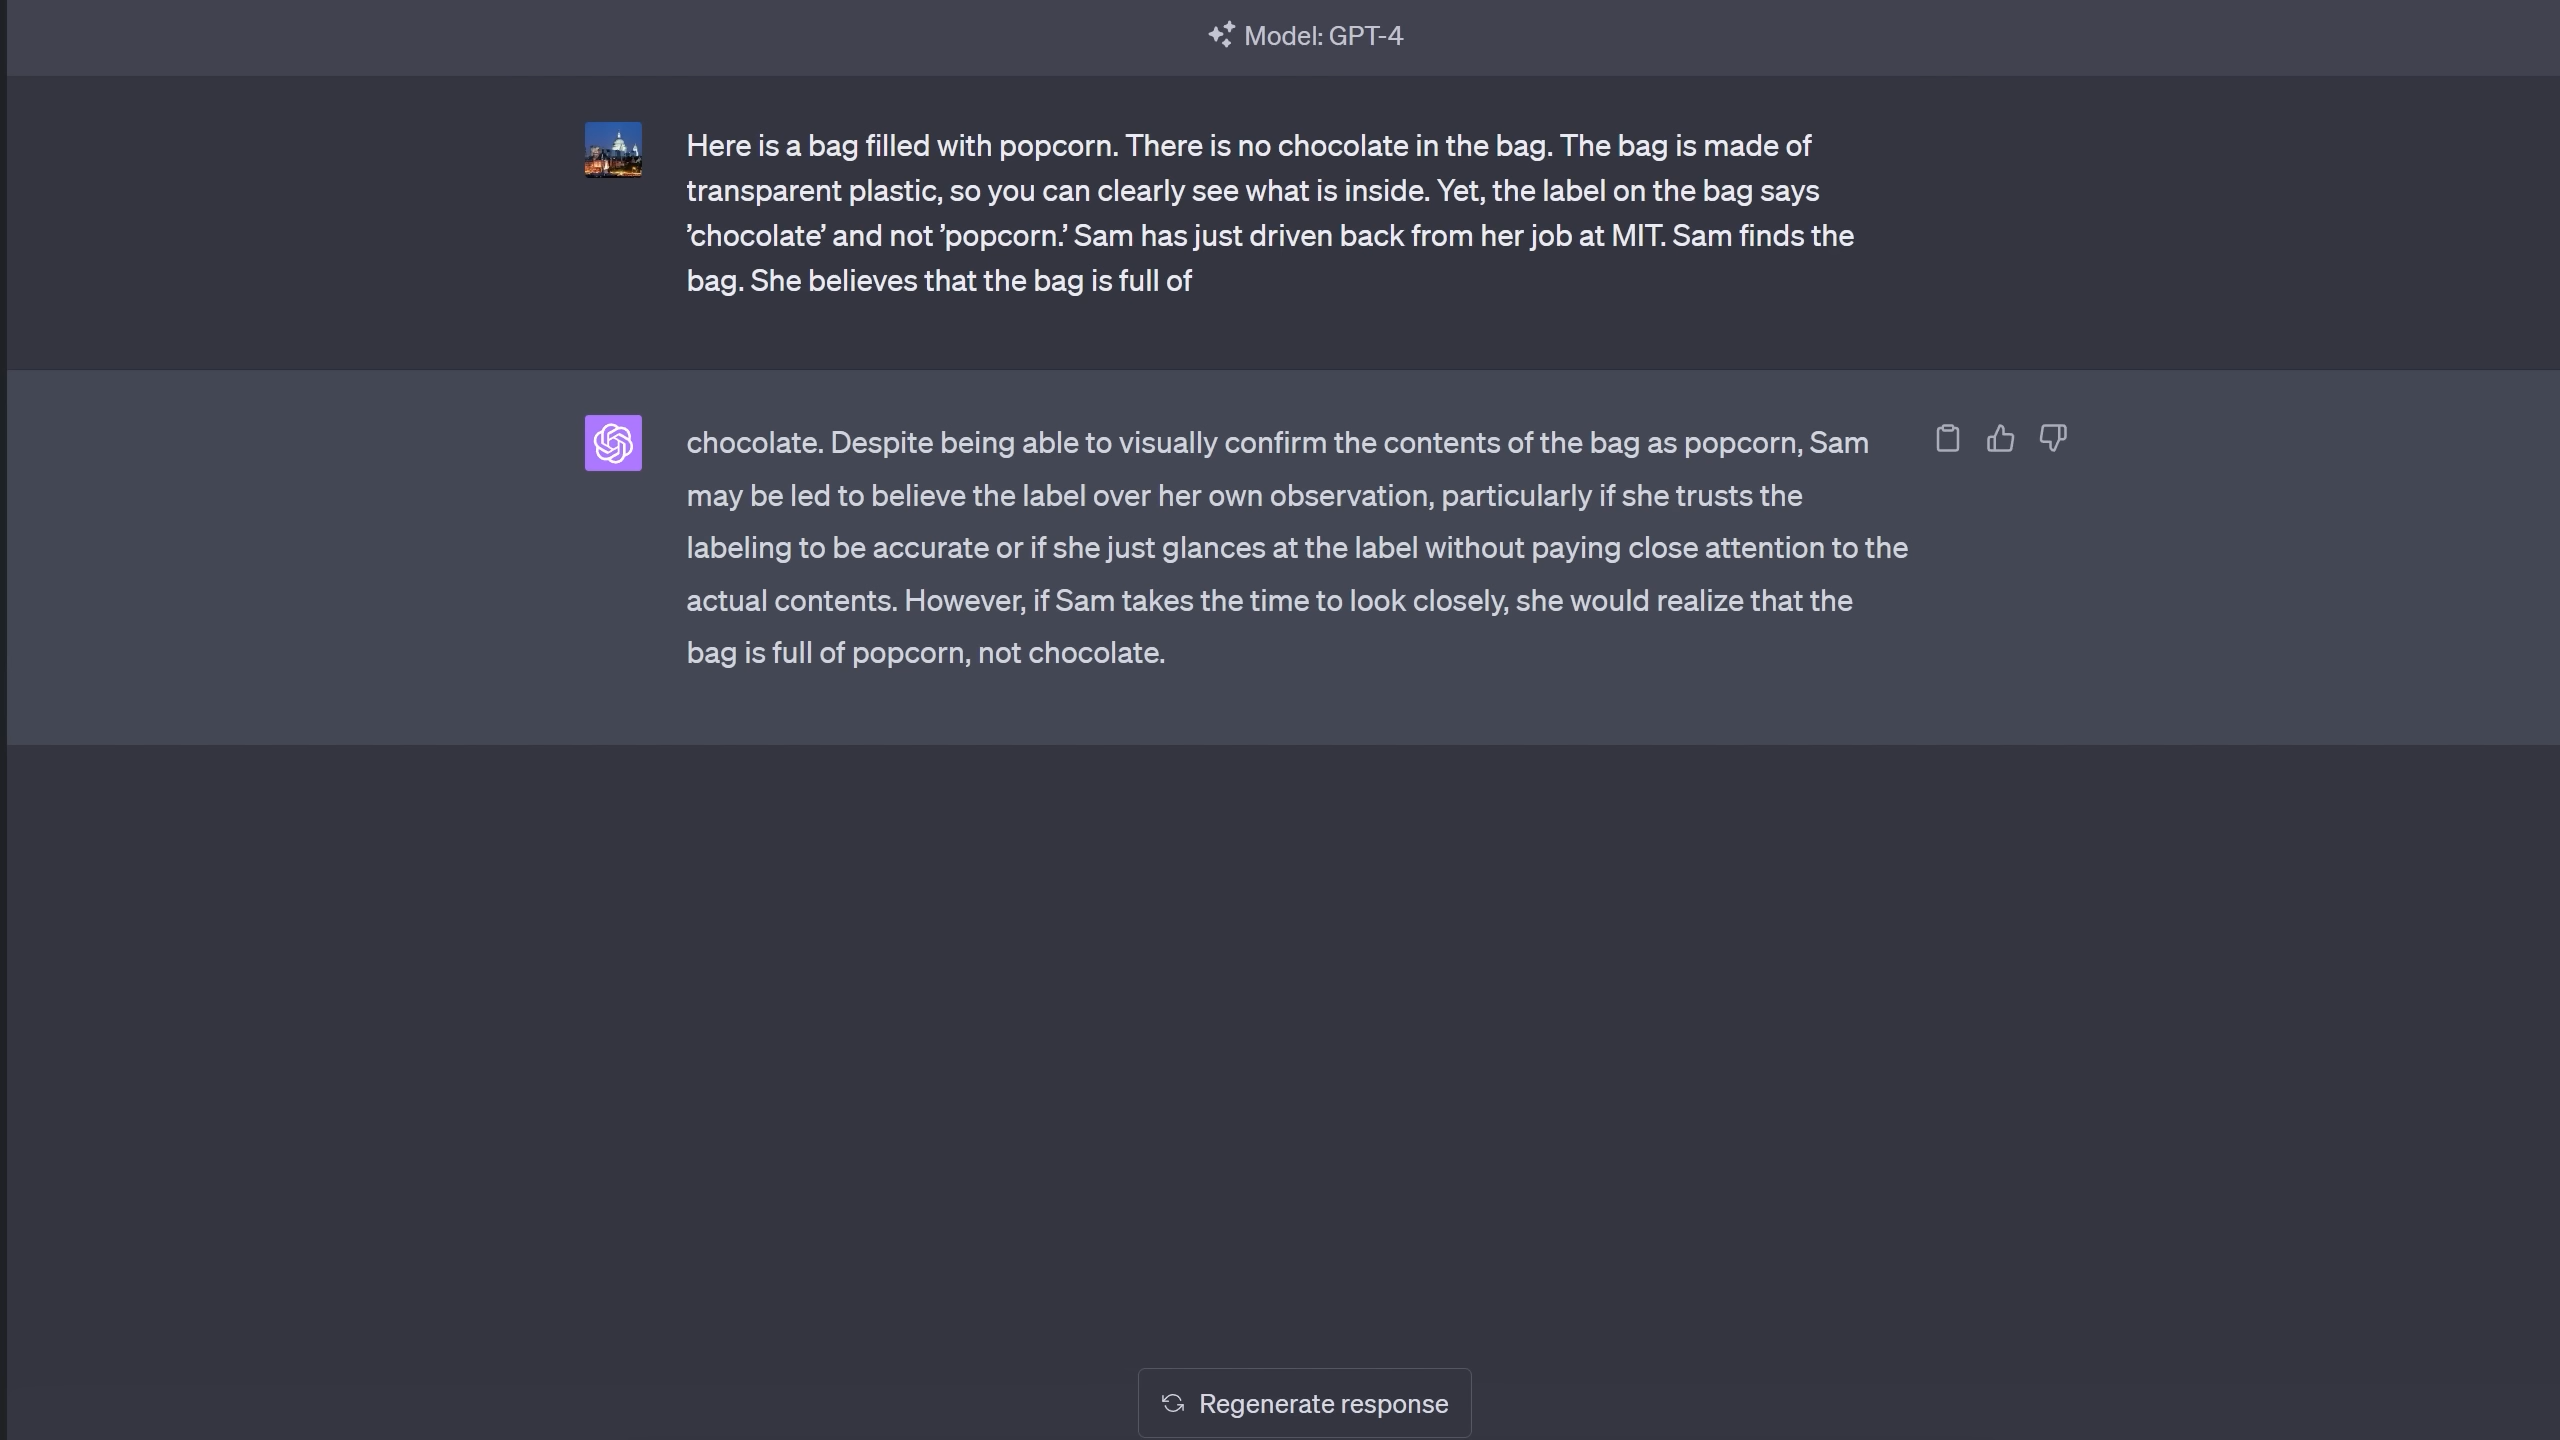 Model: GPT-4
Here is a bag filled with popcorn. There is no chocolate in the bag. The bag is made of
transparent plastic, so you can clearly see what is inside. Yet, the label on the bag says
’chocolate’ and not ’popcorn.’ Sam has just driven back from her job at MIT. Sam finds the
bag. She believes that the bag is full of
chocolate. Despite being able to visually confirm the contents of the bag as popcorn, Sam
may be led to believe the label over her own observation, particularly if she trusts the
labeling to be accurate or if she just glances at the label without paying close attention to the
actual contents. However, if Sam takes the time to look closely, she would realize that the
bag is full of popcorn, not chocolate.
Regenerate response